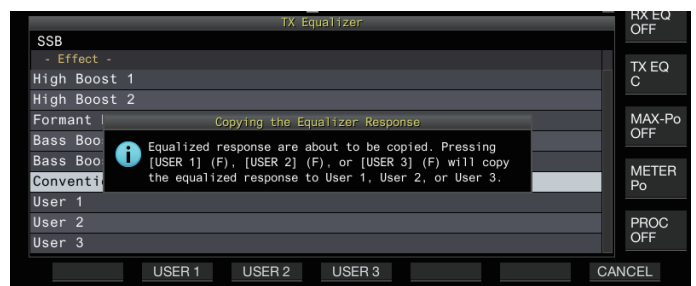 TX Equalizer
RX EQ
OFF
SSB
- Effect -
High Boost 1
TX EQ
C
High Boost 2
Formant
MAX-Po
OFF
Copying the Equalizer Response
Bass Boo
Bass Boo
Equalized response are about to be copied. Pressing
[USER 1] (F), [USER 2] (F), or [USER 3] (F) will copy
the equalized response to User 1, User 2, or User 3.
Conventi
METER
Po
User 1
User 2
User 3
PROC
OFF
USER 1 USER 2 USER 3 CANCEL